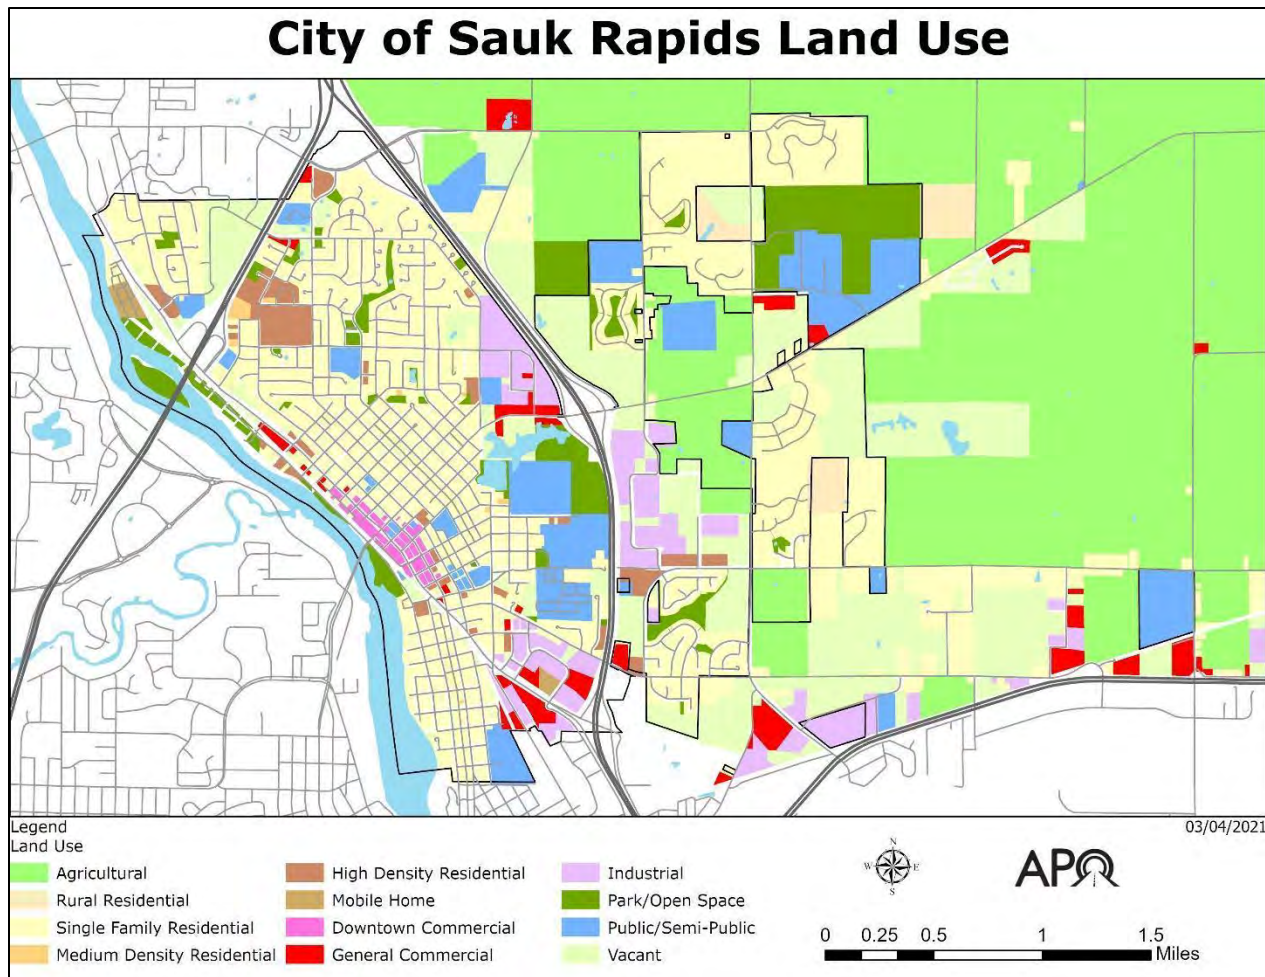 City of Sauk Rapids Land Use
Legend
03/04/2021
Land Use
Agricultural
Rural Residential
Single Family Residential
Medium Density Residential
High Density Residential
Mobile Home
Downtown Commercial
General Commercial
Industrial
Park/Open Space
Public/Semi-Public
Vacant
N
W E
S
APO
0 0.25 0.5 1 1.5
Miles